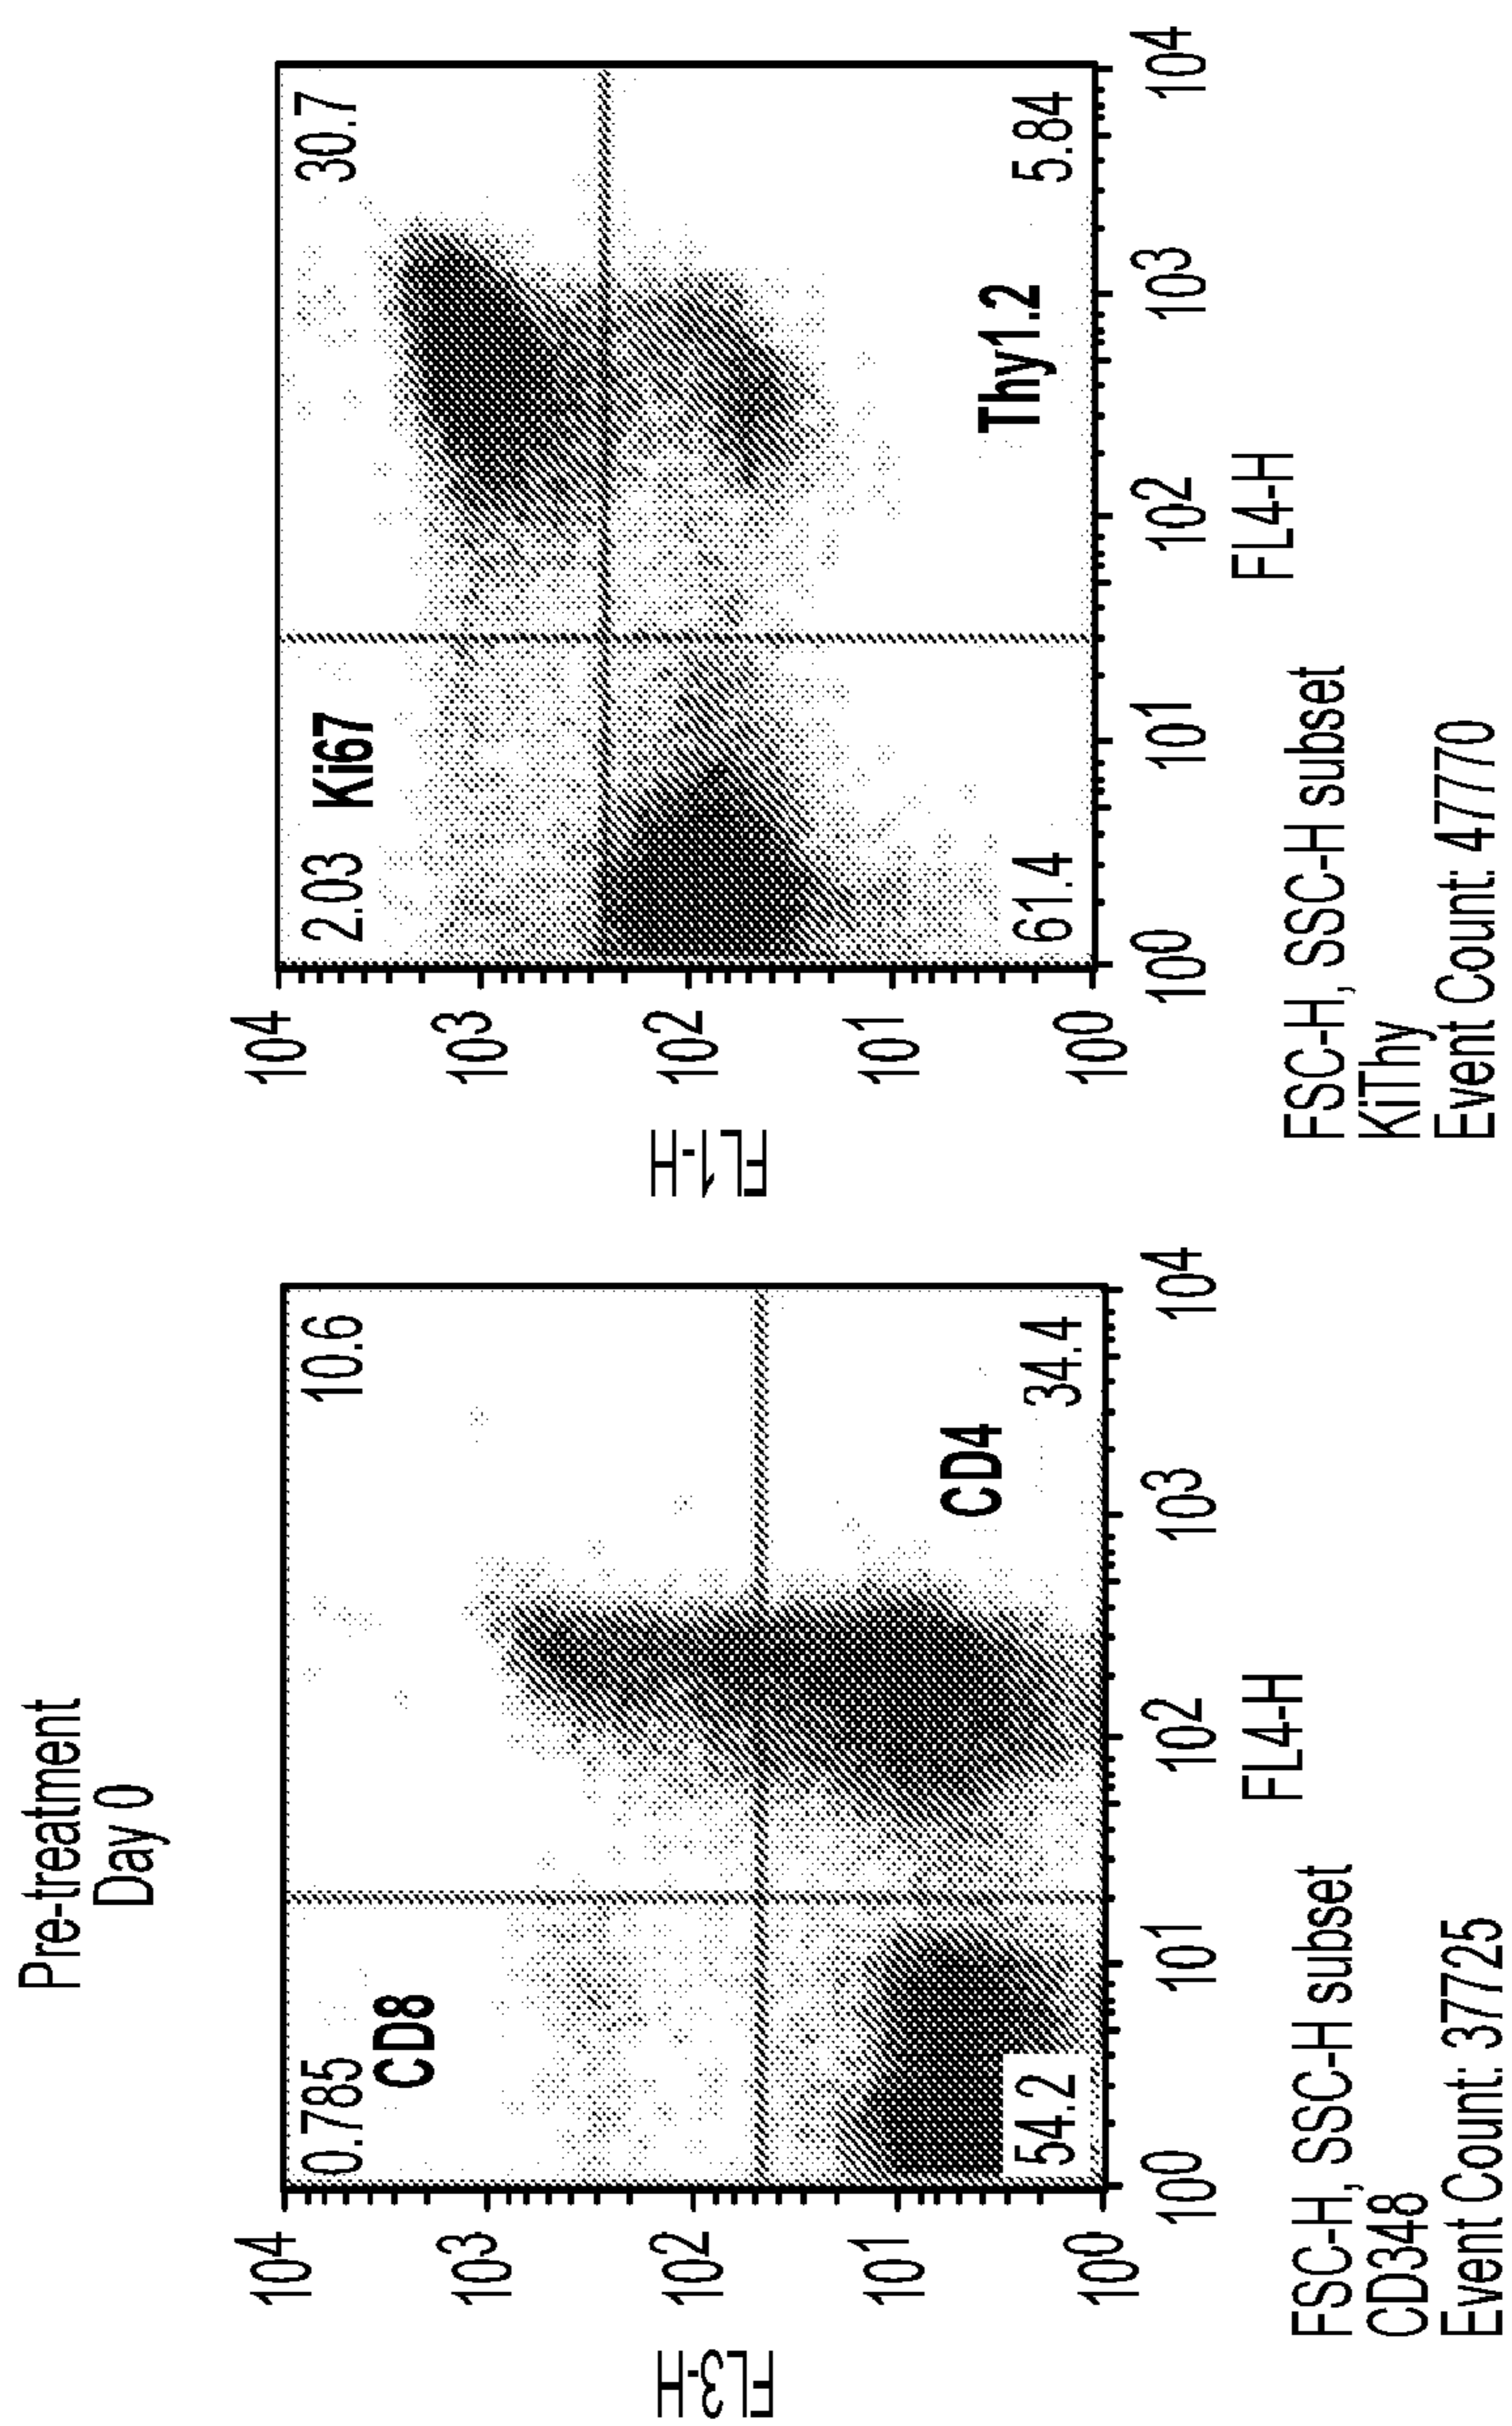 Pre-treatment
Day 0
10⁴
10³
10²
10¹
10⁰
FL3-H
0.785
CD8
10.6
54.2
CD4
34.4
10⁰
10¹
10²
10³
10⁴
FL4-H
FSC-H, SSC-H subset
CD348
Event Count: 37725
10⁴
10³
10²
10¹
10⁰
FL1-H
2.03
Ki67
30.7
61.4
Thy1.2
5.84
10⁰
10¹
10²
10³
10⁴
FL4-H
FSC-H, SSC-H subset
KiThy
Event Count: 47770